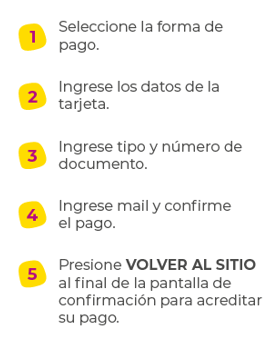 1 Seleccione la forma de
pago.
2 Ingrese los datos de la
tarjeta.
3 Ingrese tipo y número de
documento.
4 Ingrese mail y confirme
el pago.
5 Presione VOLVER AL SITIO
al final de la pantalla de
confirmación para acreditar
su pago.